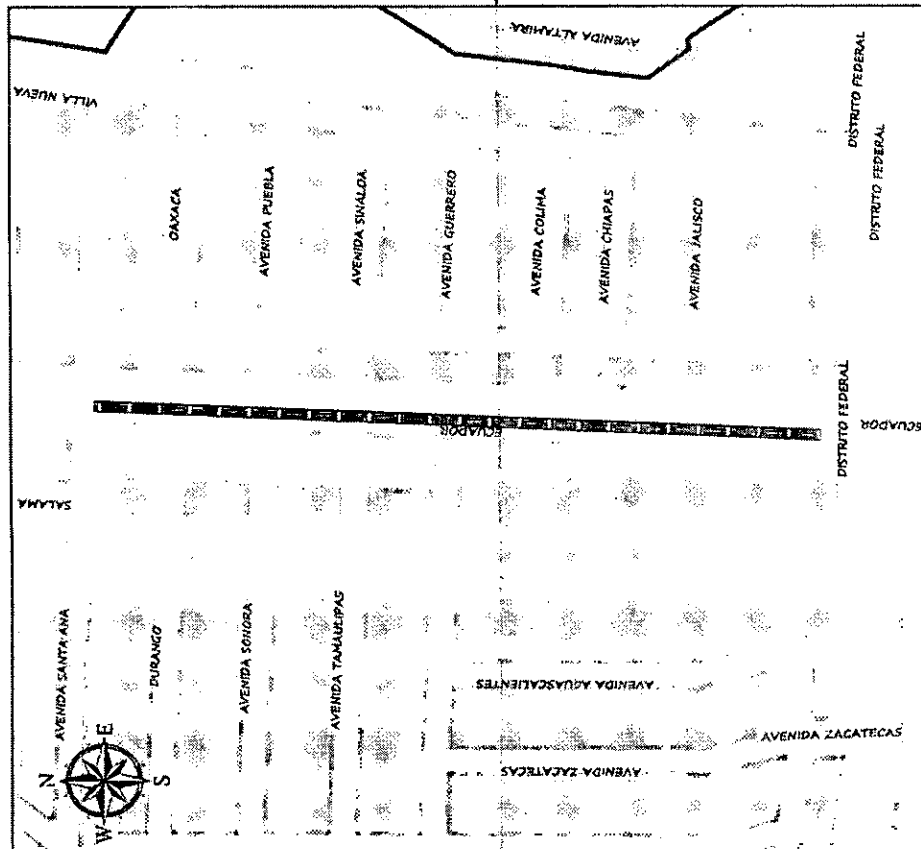 AVENIDA ALTAMIRA
VILLA NUEVA
DISTRITO FEDERAL
DISTRITO FEDERAL
OAXACA
AVENIDA PUEBLA
AVENIDA SINALOA
AVENIDA GUERRERO
AVENIDA COLIMA
AVENIDA CHIAPAS
AVENIDA JALISCO
DISTRITO FEDERAL
ECUADOR
ECUADOR
SALAMA
AVENIDA SANTA ANA
DURANGO
AVENIDA SONORA
AVENIDA TAMAULIPAS
AVENIDA AGUASCALIENTES
AVENIDA ZACATECAS
AVENIDA ZACATECAS
N
E
S
W